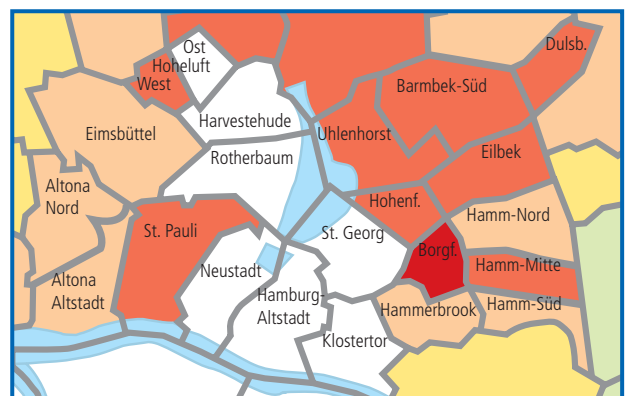 Dulsb.
Ost
Hoheluft
West
Barmbek-Süd
Harvestehude
Eimsbüttel
Uhlenhorst
Rotherbaum
Eilbek
Altona
Nord
Hohenf.
Hamm-Nord
St. Pauli
St. Georg
Borgf.
Neustadt
Hamm-Mitte
Altona
Altstadt
Hamburg-
Altstadt
Hammerbrook
Hamm-Süd
Klostertor